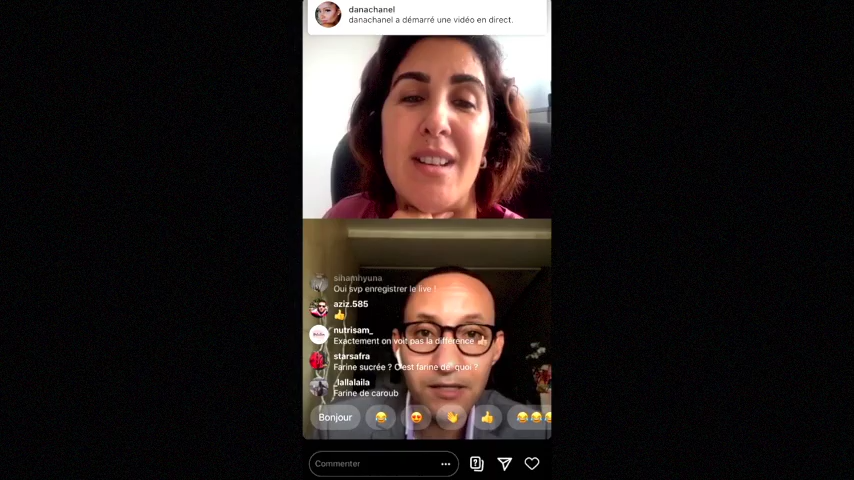 danachanel
danachanel a démarré une vidéo en direct.
sihamhyuna
Oui svp enregistrer le live !
aziz.585
👍
nutrisam_
Exactement on voit pas la différence 👍
starsafra
Farine sucrée ? C'est farine de quoi ?
_lallalaila
Farine de caroub
Bonjour 😂 😍 👏 👍 😂😂😂
Commenter